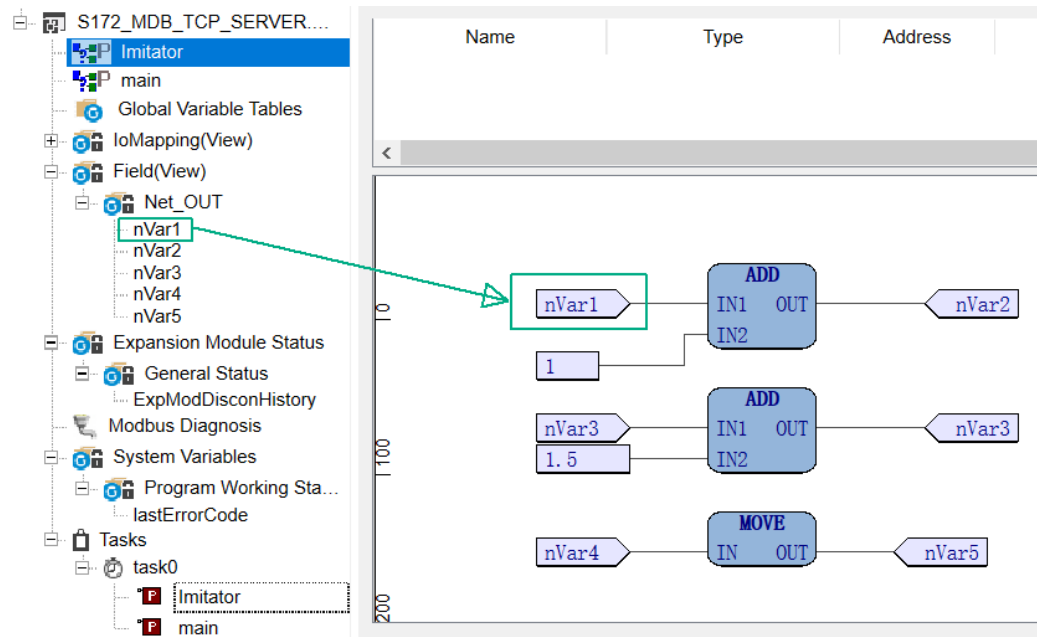 S172_MDB_TCP_SERVER....
Imitator
main
Global Variable Tables
IoMapping(View)
Field(View)
Net_OUT
nVar1
nVar2
nVar3
nVar4
nVar5
Expansion Module Status
General Status
ExpModDisconHistory
Modbus Diagnosis
System Variables
Program Working Sta...
lastErrorCode
Tasks
task0
Imitator
main
Name Type Address
0
ADD
nVar1 IN1 OUT nVar2
IN2
1
100
ADD
nVar3 IN1 OUT nVar3
1.5 IN2
200
MOVE
nVar4 IN OUT nVar5